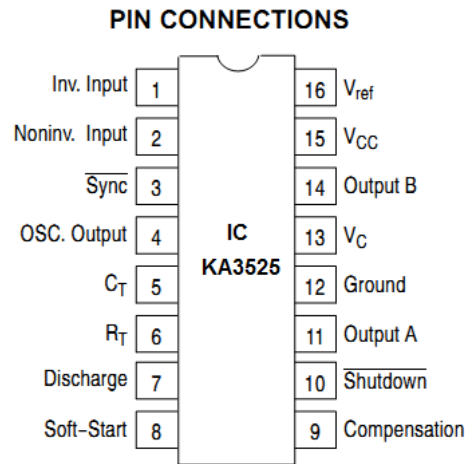 PIN CONNECTIONS
Inv. Input 1 16 Vref
Noninv. Input 2 15 VCC
Sync 3 14 Output B
OSC. Output 4 IC 13 VC
KA3525
CT 5 12 Ground
RT 6 11 Output A
Discharge 7 10 Shutdown
Soft-Start 8 9 Compensation